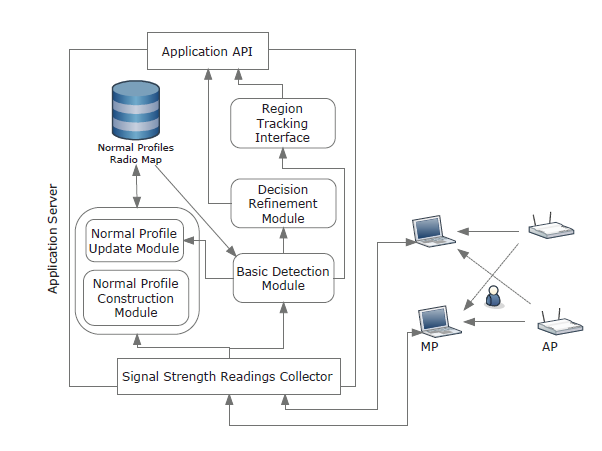 Application API
Region
Tracking
Interface
Normal Profiles
Radio Map
Decision
Refinement
Module
Application Server
Normal Profile
Update Module
Basic Detection
Module
Normal Profile
Construction
Module
MP
AP
Signal Strength Readings Collector